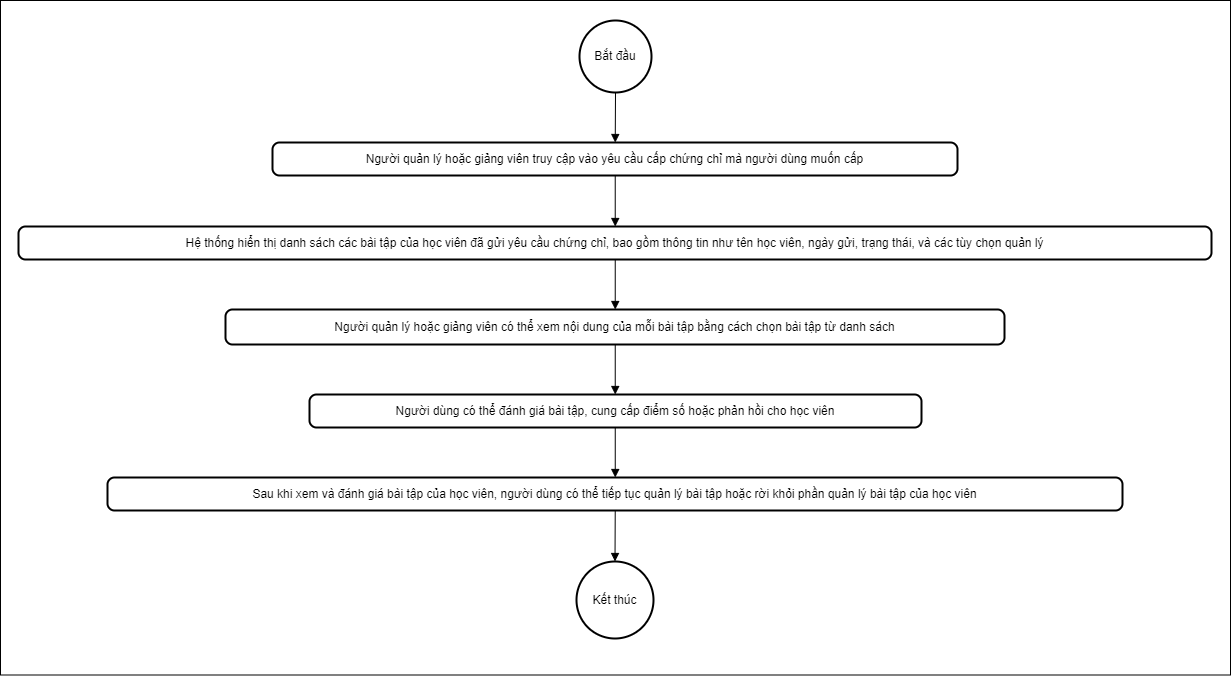 Bắt đầu
Người quản lý hoặc giảng viên truy cập vào yêu cầu cấp chứng chỉ mà người dùng muốn cấp
Hệ thống hiển thị danh sách các bài tập của học viên đã gửi yêu cầu chứng chỉ, bao gồm thông tin như tên học viên, ngày gửi, trạng thái, và các tùy chọn quản lý
Người quản lý hoặc giảng viên có thể xem nội dung của mỗi bài tập bằng cách chọn bài tập từ danh sách
Người dùng có thể đánh giá bài tập, cung cấp điểm số hoặc phản hồi cho học viên
Sau khi xem và đánh giá bài tập của học viên, người dùng có thể tiếp tục quản lý bài tập hoặc rời khỏi phần quản lý bài tập của học viên
Kết thúc